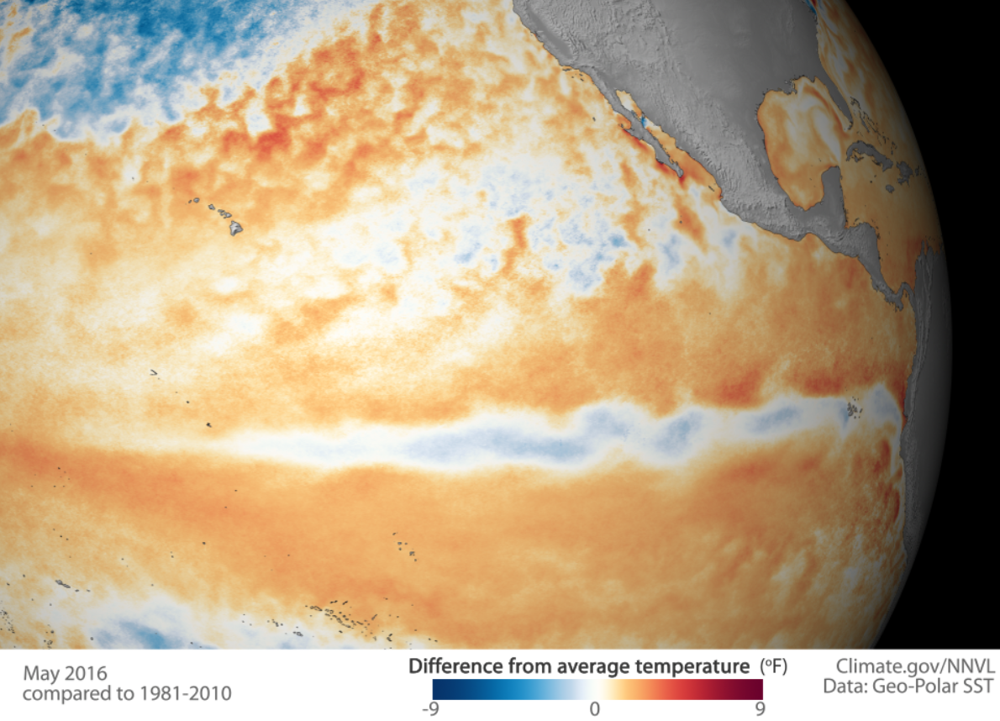 May 2016
compared to 1981-2010
Difference from average temperature (ºF)
-9 0 9
Climate.gov/NNVL
Data: Geo-Polar SST